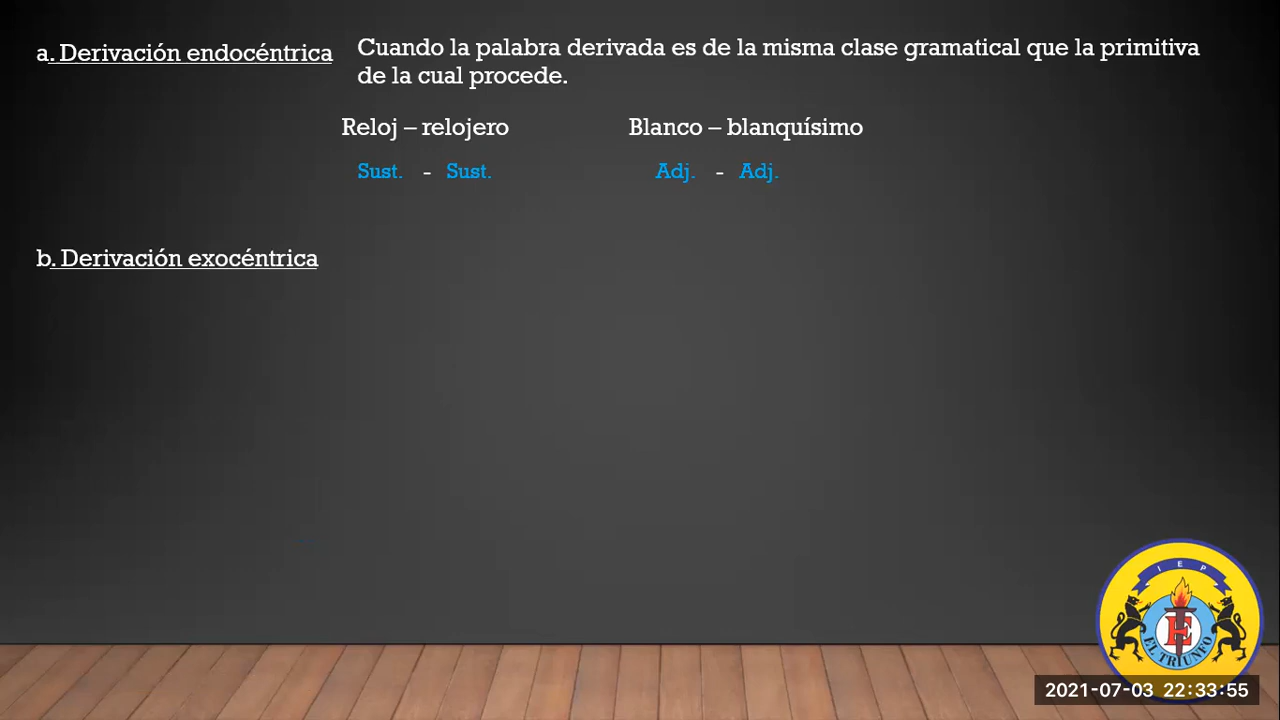 a. Derivación endocéntrica
Cuando la palabra derivada es de la misma clase gramatical que la primitiva
de la cual procede.
Reloj – relojero
Blanco – blanquísimo
Sust. - Sust.
Adj. - Adj.
b. Derivación exocéntrica
I E P
E
EL TRIUNFO
2021-07-03 22:33:55